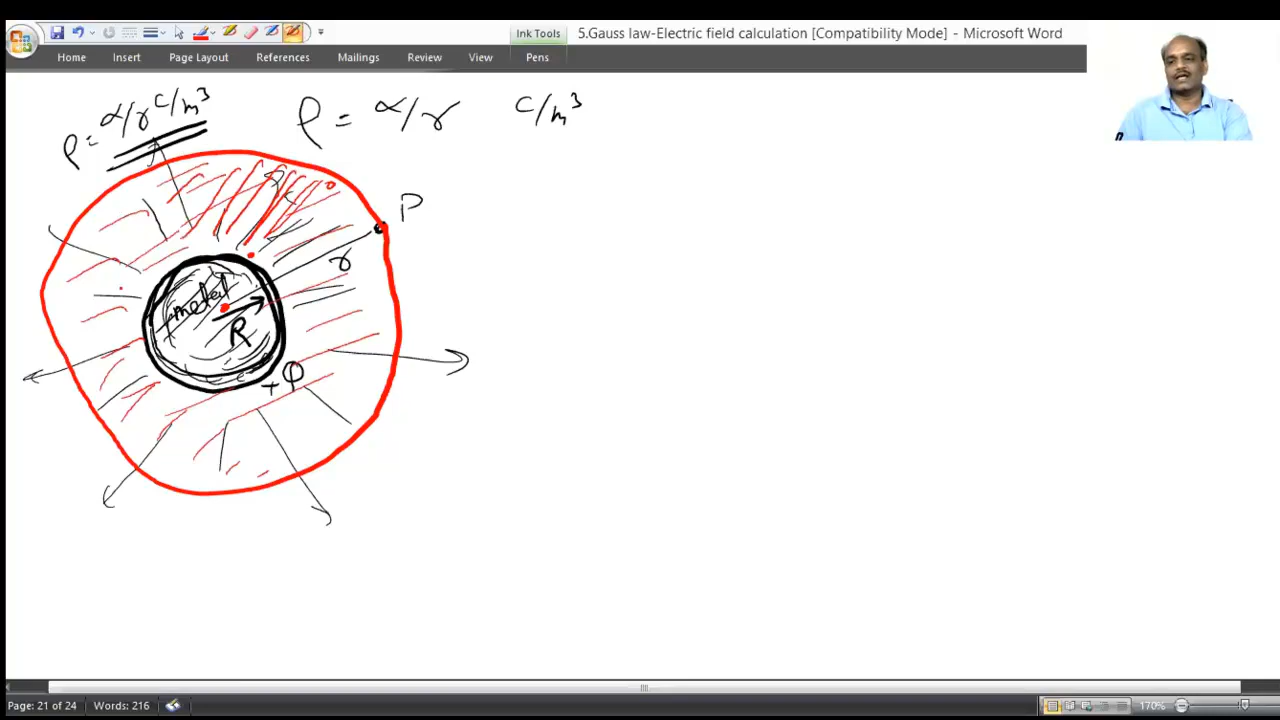 Ink Tools
5.Gauss law-Electric field calculation [Compatibility Mode] - Microsoft Word
Home Insert Page Layout References Mailings Review View Pens
ρ = α/r C/m³
ρ = α/r C/m³
P
r
metal
R
+Q
Page: 21 of 24 Words: 216
170%